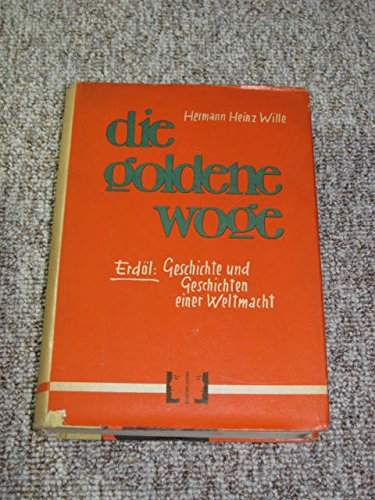 Hermann Heinz Wille
die
goldene
woge
Erdöl: Geschichte und
Geschichten
einer Weltmacht